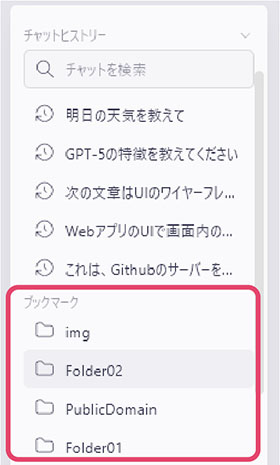 チャットヒストリー
チャットを検索
明日の天気を教えて
GPT-5の特徴を教えてください
次の文章はUIのワイヤーフレ...
WebアプリのUIで画面内の...
これは、Githubのサーバーを...
ブックマーク
img
Folder02
PublicDomain
Folder01